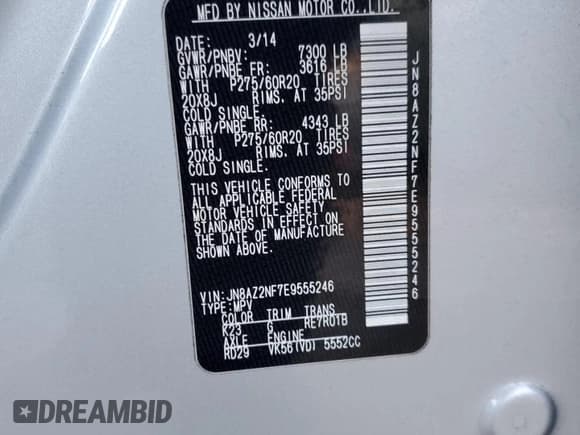 MFD BY NISSAN MOTOR CO.,LTD.
DATE: 3/14
GVWR/PNBV: 7300 LB
GAWR/PNBE FR: 3616 LB
WITH P275/60R20 TIRES
20X8J RIMS. AT 35PSI
COLD SINGLE.
GAWR/PNBE RR: 4343 LB
WITH P275/60R20 TIRES
20X8J RIMS. AT 35PSI
COLD SINGLE.
THIS VEHICLE CONFORMS TO
ALL APPLICABLE FEDERAL
MOTOR VEHICLE SAFETY
STANDARDS IN EFFECT ON
THE DATE OF MANUFACTURE
SHOWN ABOVE.
VIN:JN8AZ2NF7E9555246
TYPE:MPV
COLOR TRIM TRANS
K23 G RE7R01B
AXLE ENGINE
RD29 VK56(VD) 5552CC
JN8AZ2NF7E9555246
DREAMBID